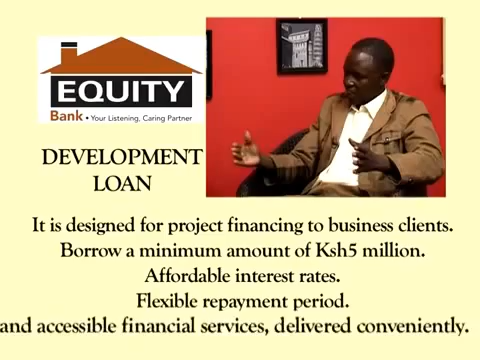 EQUITY
Bank • Your Listening, Caring Partner
DEVELOPMENT
LOAN
It is designed for project financing to business clients.
Borrow a minimum amount of Ksh5 million.
Affordable interest rates.
Flexible repayment period.
and accessible financial services, delivered conveniently.